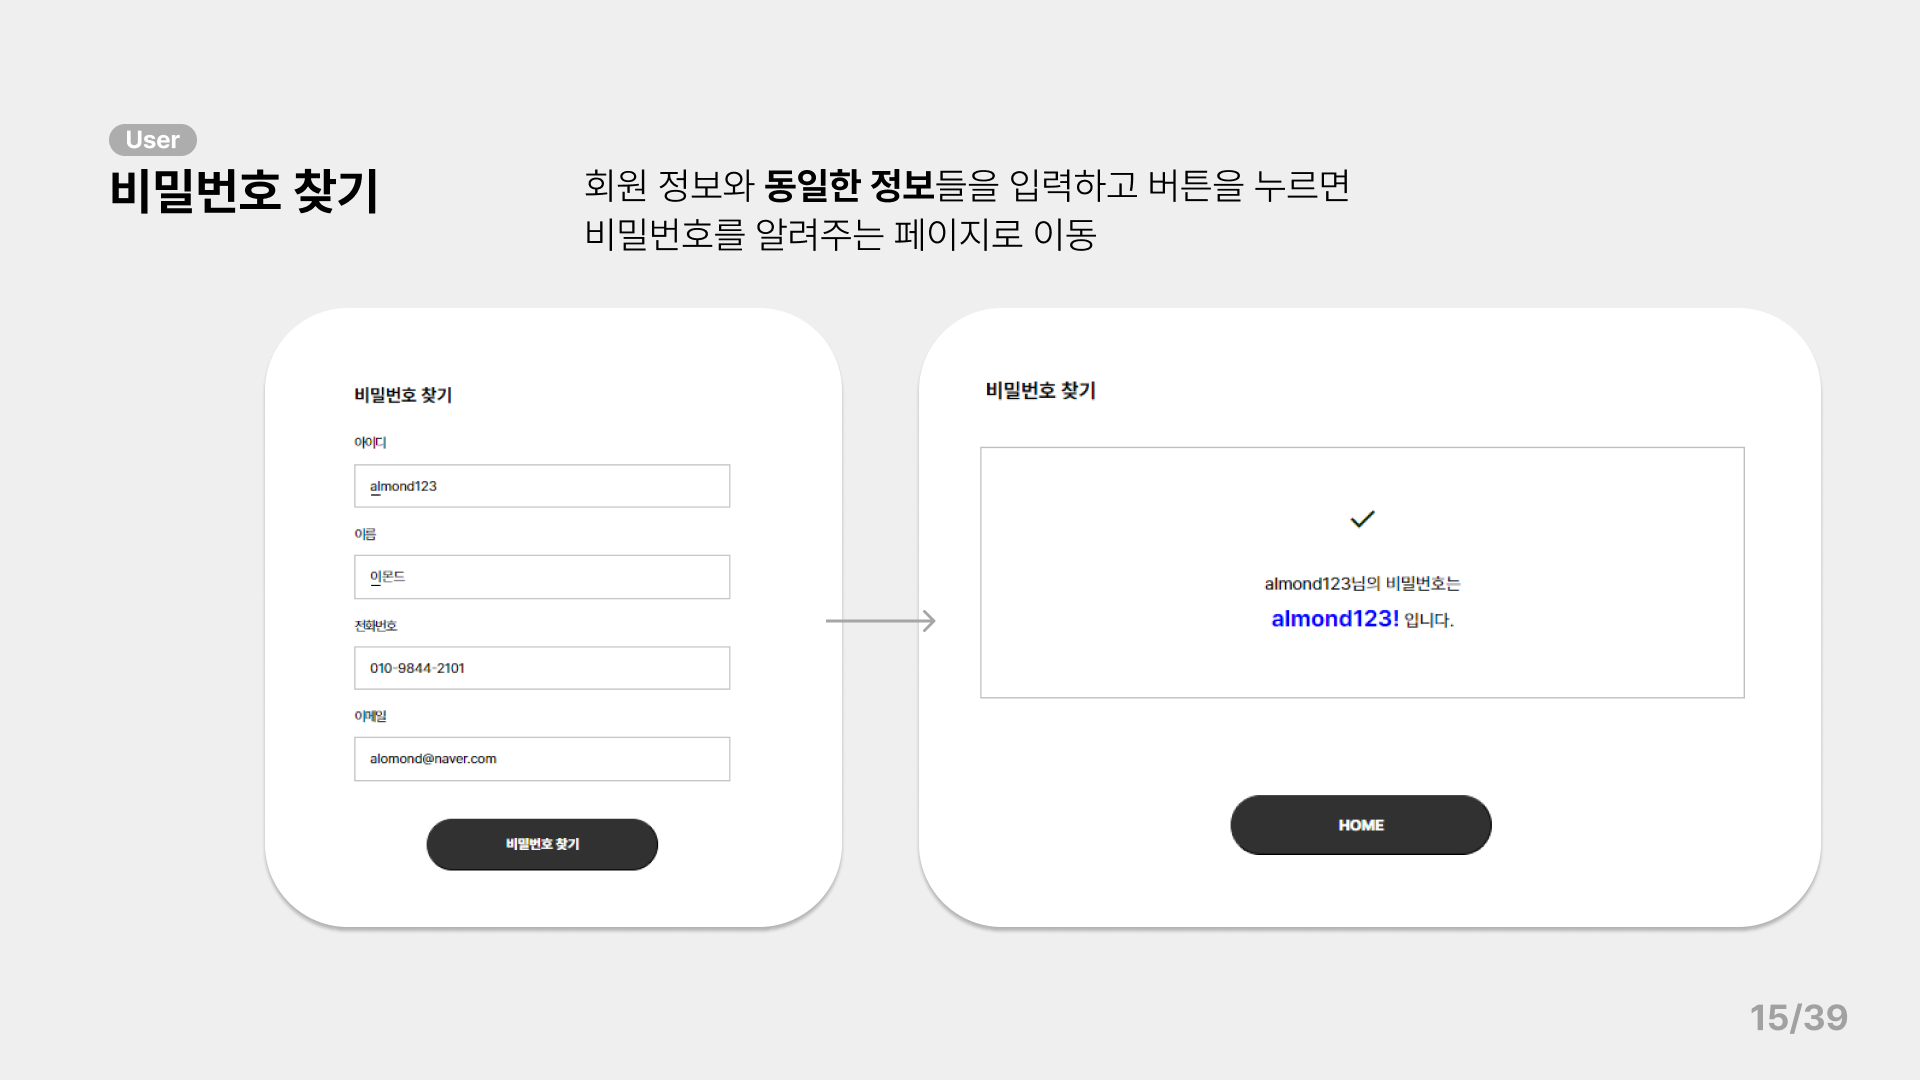 User
비밀번호 찾기
회원 정보와 동일한 정보들을 입력하고 버튼을 누르면
비밀번호를 알려주는 페이지로 이동
비밀번호 찾기
아이디
almond123
이름
이몬드
전화번호
010-9844-2101
이메일
alomond@naver.com
비밀번호 찾기
비밀번호 찾기
almond123님의 비밀번호는
almond123! 입니다.
HOME
15/39